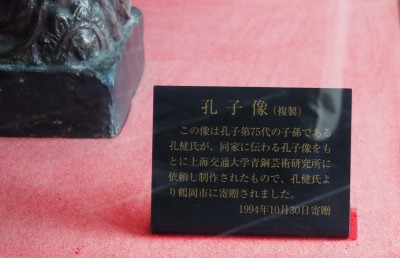 孔子像（複製）
この像は孔子第75代の子孫である
孔健氏が、同家に伝わる孔子像をも
とに上海交通大学青銅芸術研究所に
依頼し制作されたもので、孔健氏よ
り鶴岡市に寄贈されました。
1994年10月30日寄贈